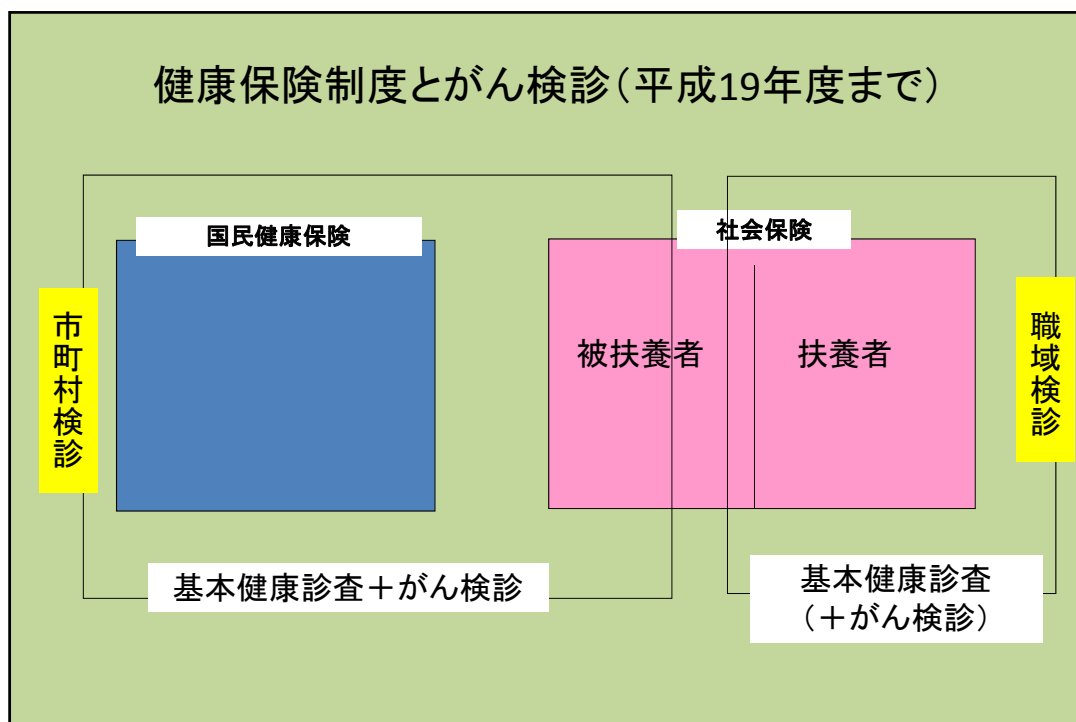 健康保険制度とがん検診（平成19年度まで）
国民健康保険
社会保険
市町村検診
被扶養者
扶養者
職域検診
基本健康診査＋がん検診
基本健康診査
（＋がん検診）